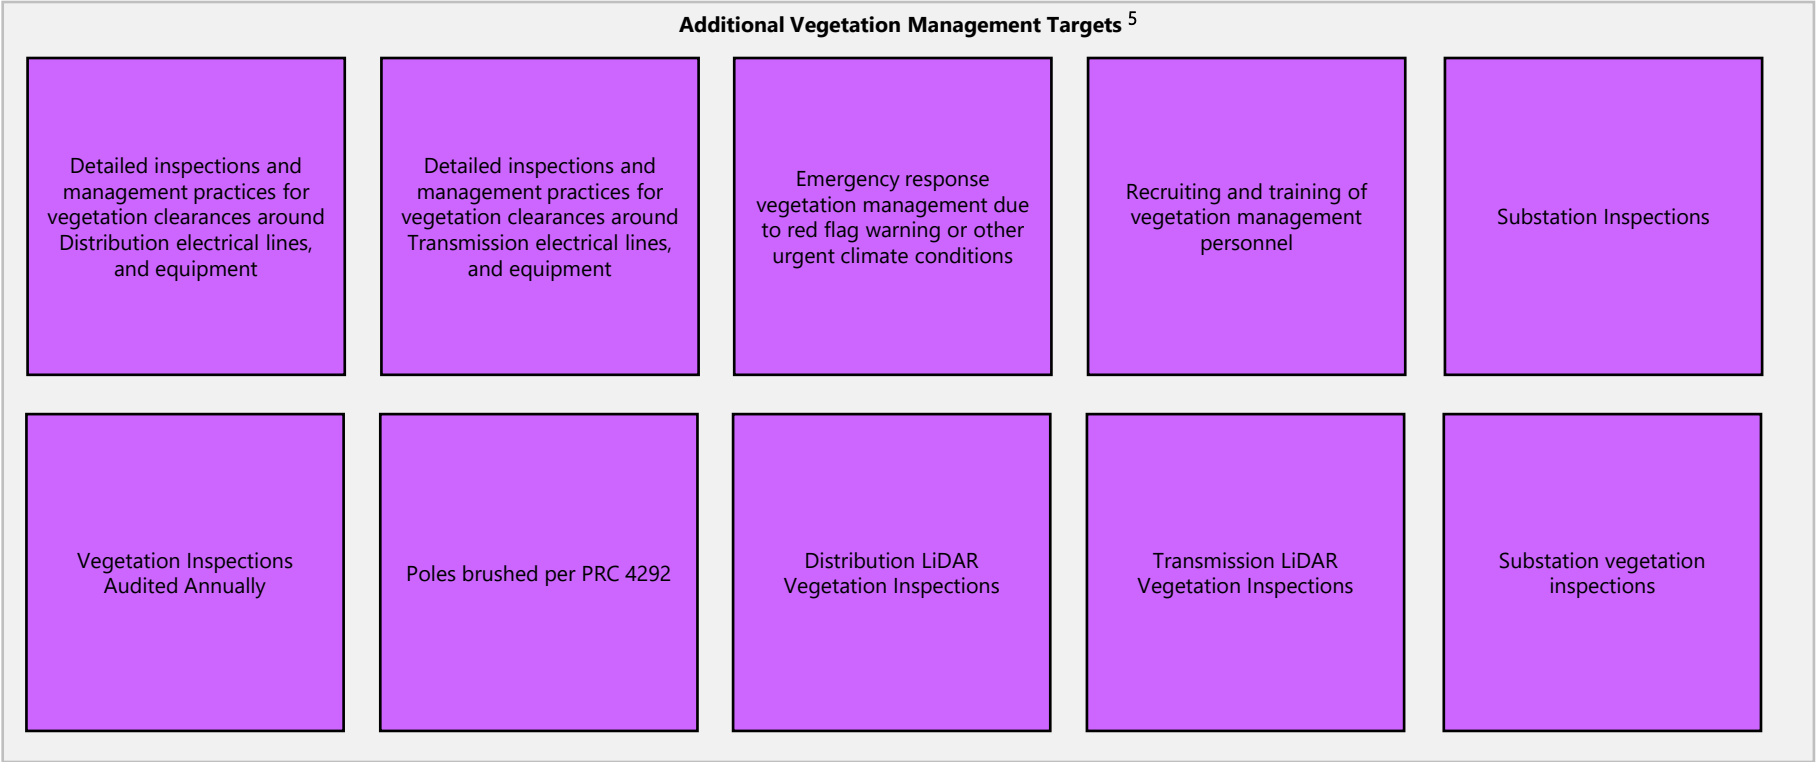 Additional Vegetation Management Targets 5
Detailed inspections and
management practices for
vegetation clearances around
Distribution electrical lines,
and equipment
Detailed inspections and
management practices for
vegetation clearances around
Transmission electrical lines,
and equipment
Emergency response
vegetation management due
to red flag warning or other
urgent climate conditions
Recruiting and training of
vegetation management
personnel
Substation Inspections
Vegetation Inspections
Audited Annually
Poles brushed per PRC 4292
Distribution LiDAR
Vegetation Inspections
Transmission LiDAR
Vegetation Inspections
Substation vegetation
inspections